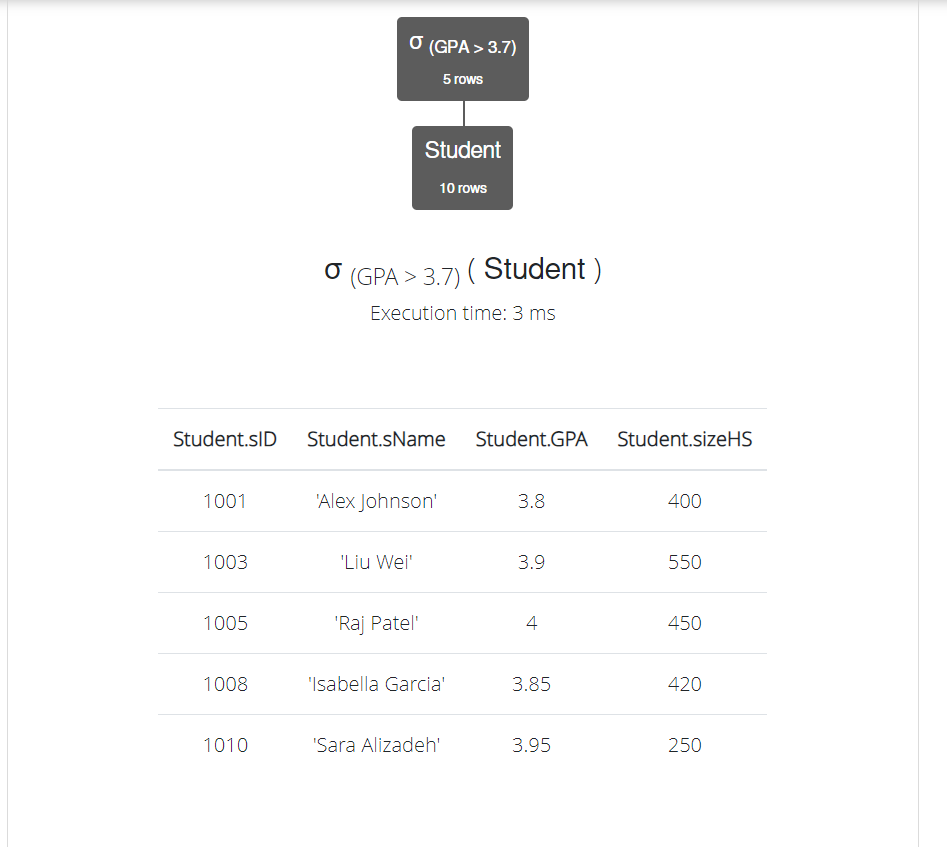 σ (GPA > 3.7)
5 rows
Student
10 rows
σ (GPA > 3.7) ( Student )
Execution time: 3 ms
Student.sID Student.sName Student.GPA Student.sizeHS
1001 'Alex Johnson' 3.8 400
1003 'Liu Wei' 3.9 550
1005 'Raj Patel' 4 450
1008 'Isabella Garcia' 3.85 420
1010 'Sara Alizadeh' 3.95 250